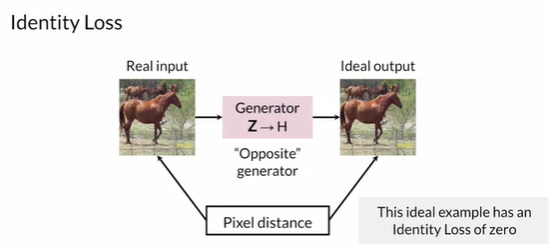 Identity Loss
Real input
Ideal output
Generator
Z→H
"Opposite"
generator
Pixel distance
This ideal example has an
Identity Loss of zero